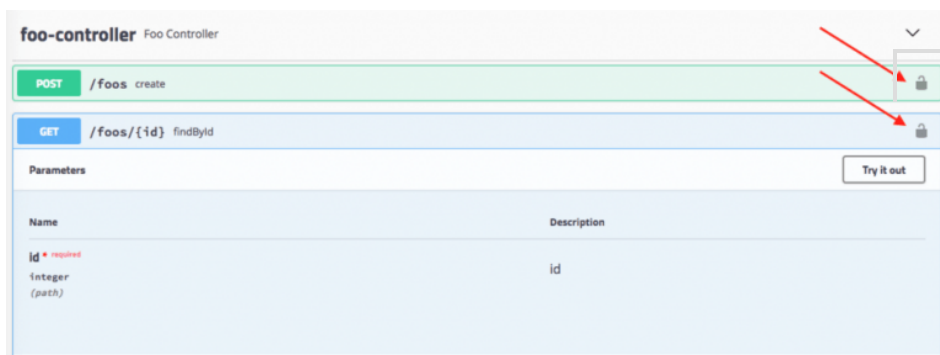 foo-controller Foo Controller
POST /foos create
GET /foos/{id} findById
Parameters
Try it out
Name Description
id * required
integer
(path)
id